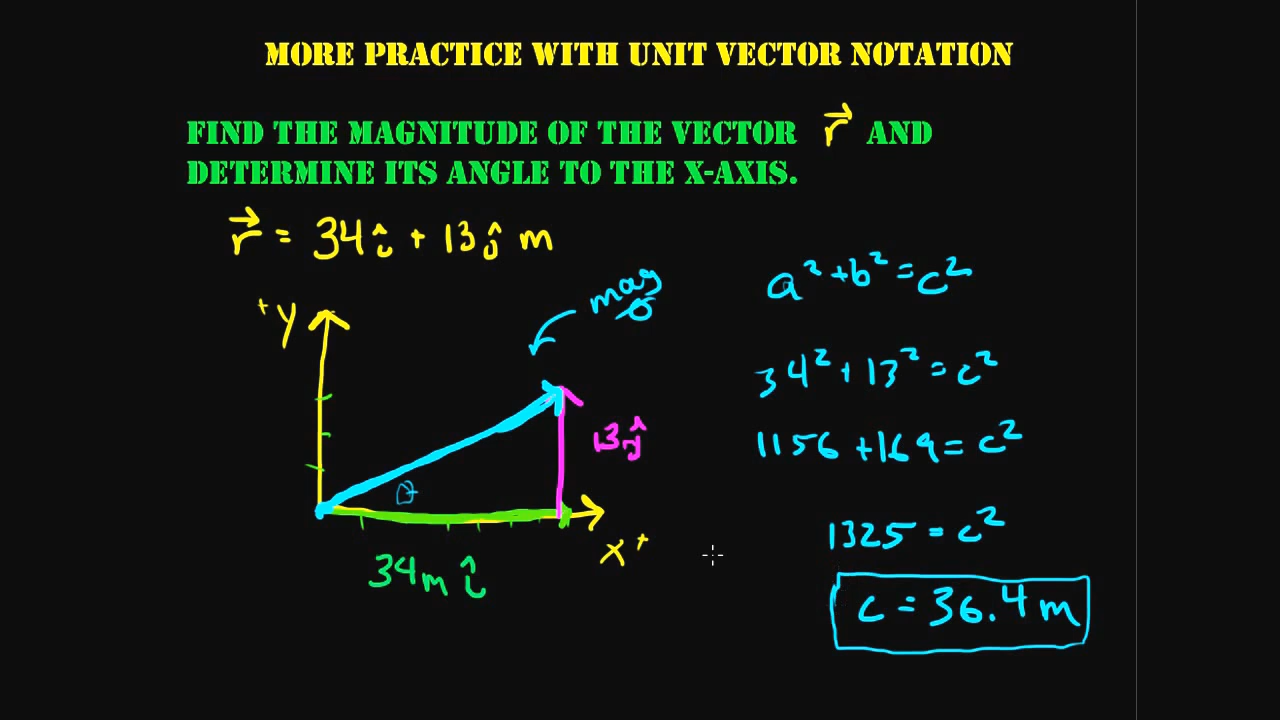 MORE PRACTICE WITH UNIT VECTOR NOTATION
FIND THE MAGNITUDE OF THE VECTOR r⃗ AND
DETERMINE ITS ANGLE TO THE X-AXIS.
r⃗ = 34î + 13ĵ m
mag
+y
13ĵ
θ
x+
34m î
a² + b² = c²
34² + 13² = c²
1156 + 169 = c²
1325 = c²
c = 36.4 m